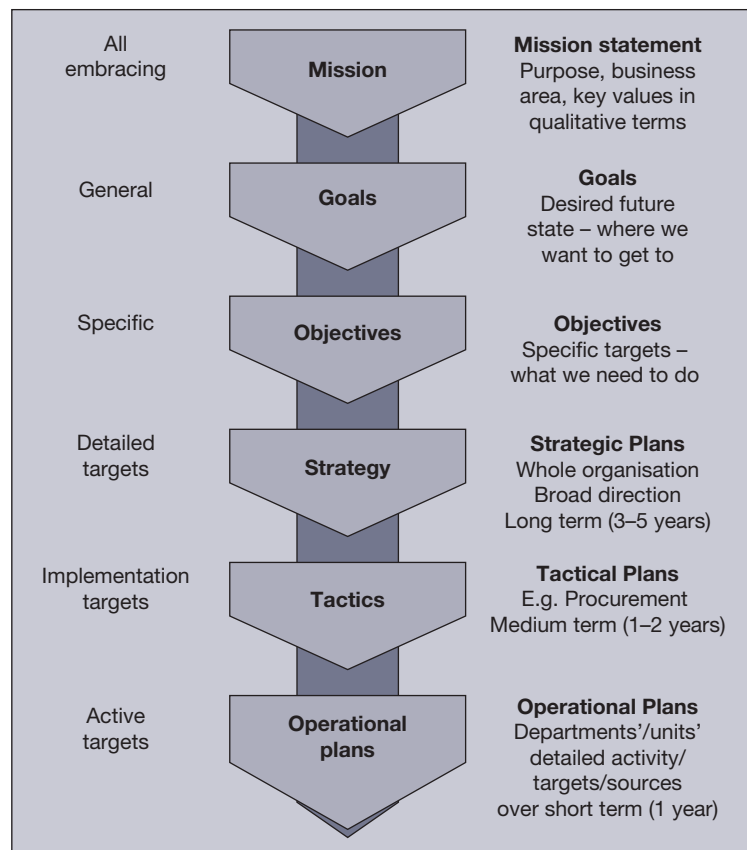 All
embracing
Mission
Mission statement
Purpose, business
area, key values in
qualitative terms
General
Goals
Goals
Desired future
state – where we
want to get to
Specific
Objectives
Objectives
Specific targets –
what we need to do
Detailed
targets
Strategy
Strategic Plans
Whole organisation
Broad direction
Long term (3–5 years)
Implementation
targets
Tactics
Tactical Plans
E.g. Procurement
Medium term (1–2 years)
Active
targets
Operational
plans
Operational Plans
Departments’/units’
detailed activity/
targets/sources
over short term (1 year)